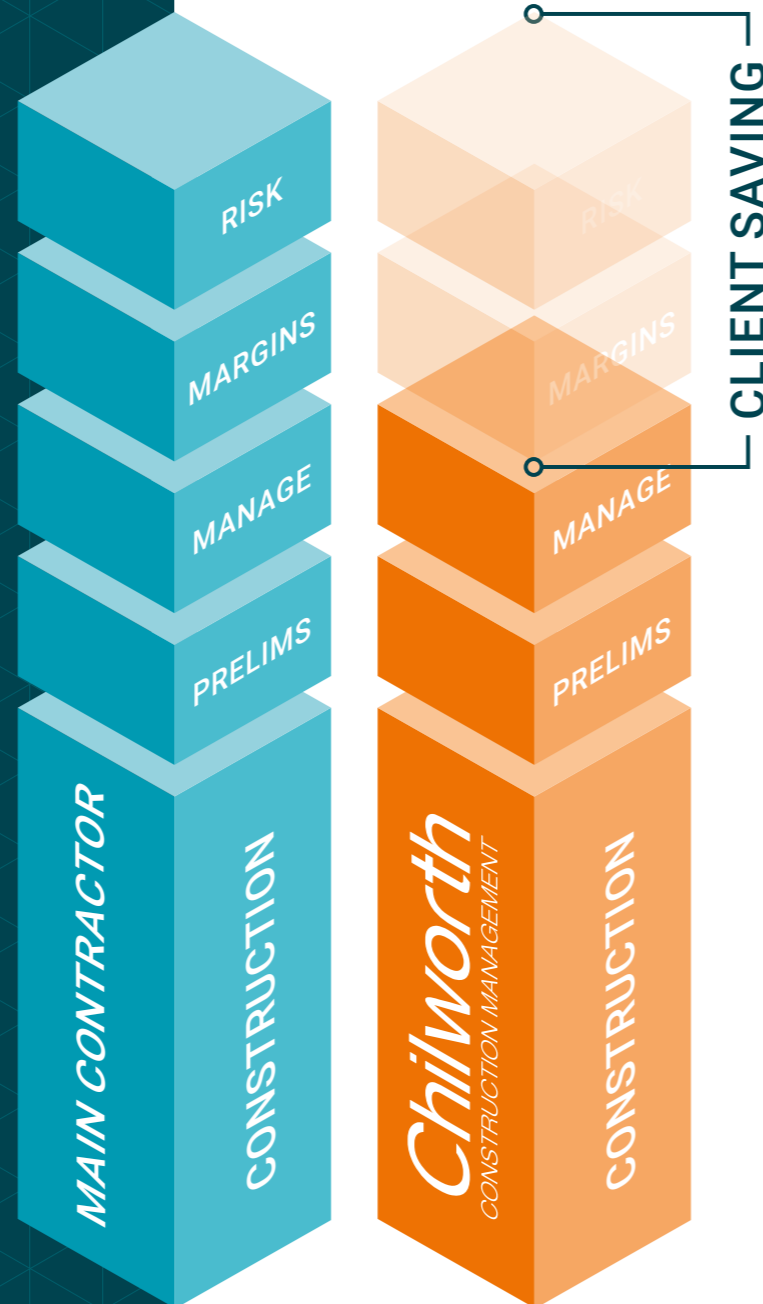 RISK
MARGINS
MANAGE
PRELIMS
MAIN CONTRACTOR
CONSTRUCTION
RISK
MARGINS
MANAGE
PRELIMS
Chilworth
CONSTRUCTION MANAGEMENT
CONSTRUCTION
CLIENT SAVING